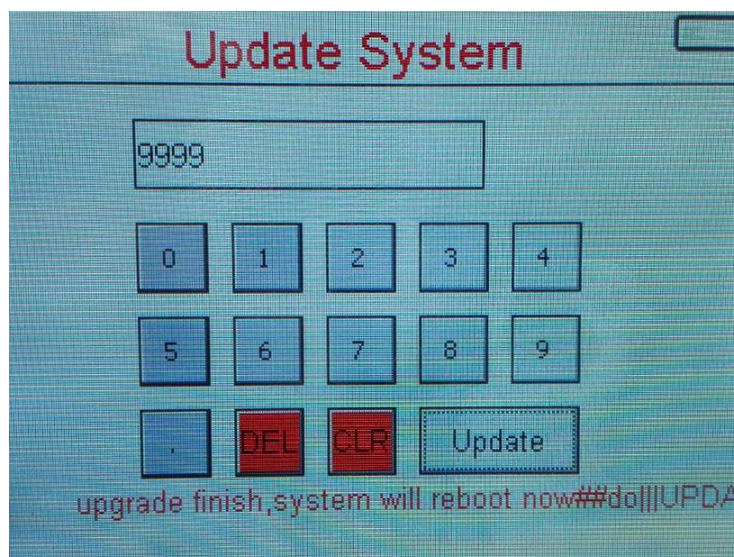 Update System
9999
0 1 2 3 4
5 6 7 8 9
. DEL CLR Update
upgrade finish,system will reboot now##do|||UPDA